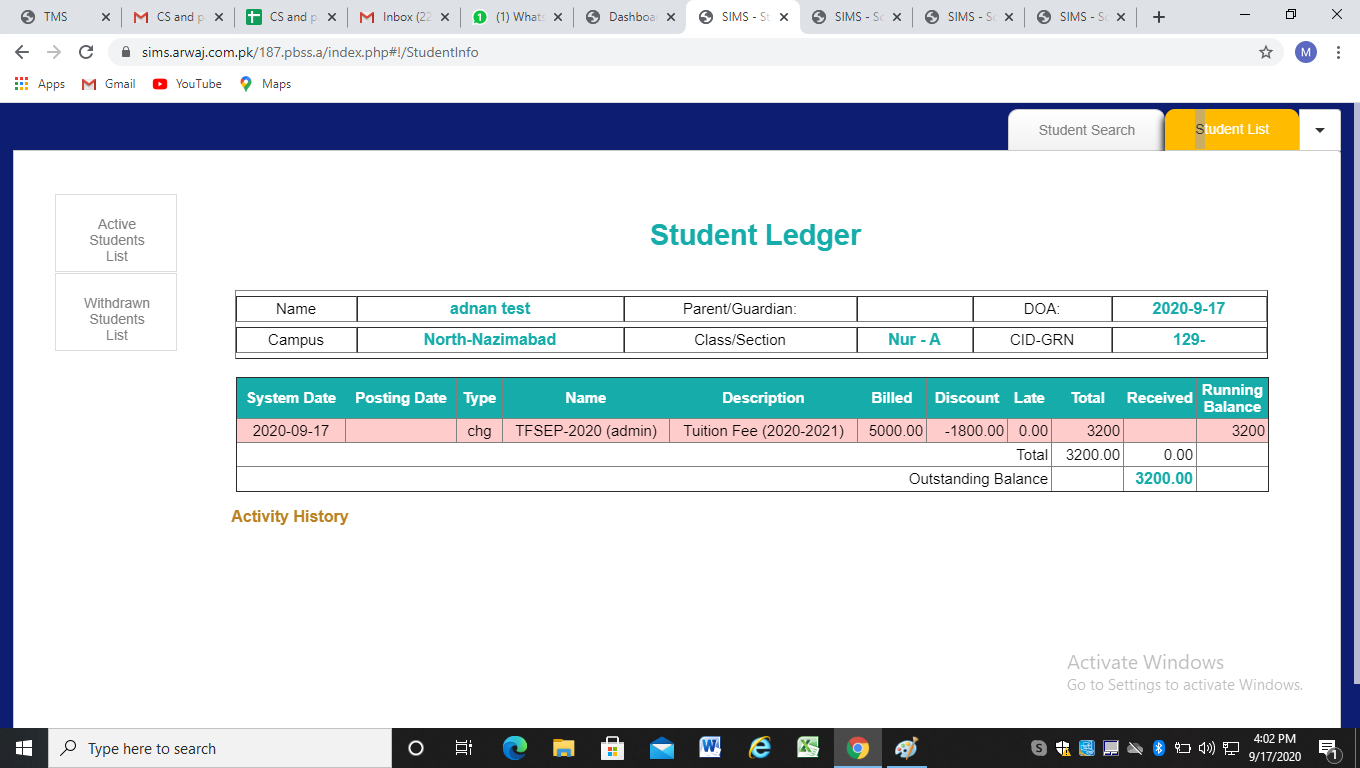 TMS
CS and p
CS and p
Inbox (22
(1) Whats
Dashboa
SIMS - St
SIMS - Sc
SIMS - Sc
SIMS - Sc
sims.arwaj.com.pk/187.pbss.a/index.php#!/StudentInfo
M
Apps
Gmail
YouTube
Maps
Student Search
Student List
Active
Students
List
Withdrawn
Students
List
Student Ledger
Name adnan test Parent/Guardian: DOA: 2020-9-17
Campus North-Nazimabad Class/Section Nur - A CID-GRN 129-
System Date Posting Date Type Name Description Billed Discount Late Total Received Running Balance
2020-09-17 chg TFSEP-2020 (admin) Tuition Fee (2020-2021) 5000.00 -1800.00 0.00 3200 3200
Total 3200.00 0.00
Outstanding Balance 3200.00
Activity History
Activate Windows
Go to Settings to activate Windows.
Type here to search
4:02 PM
9/17/2020
1